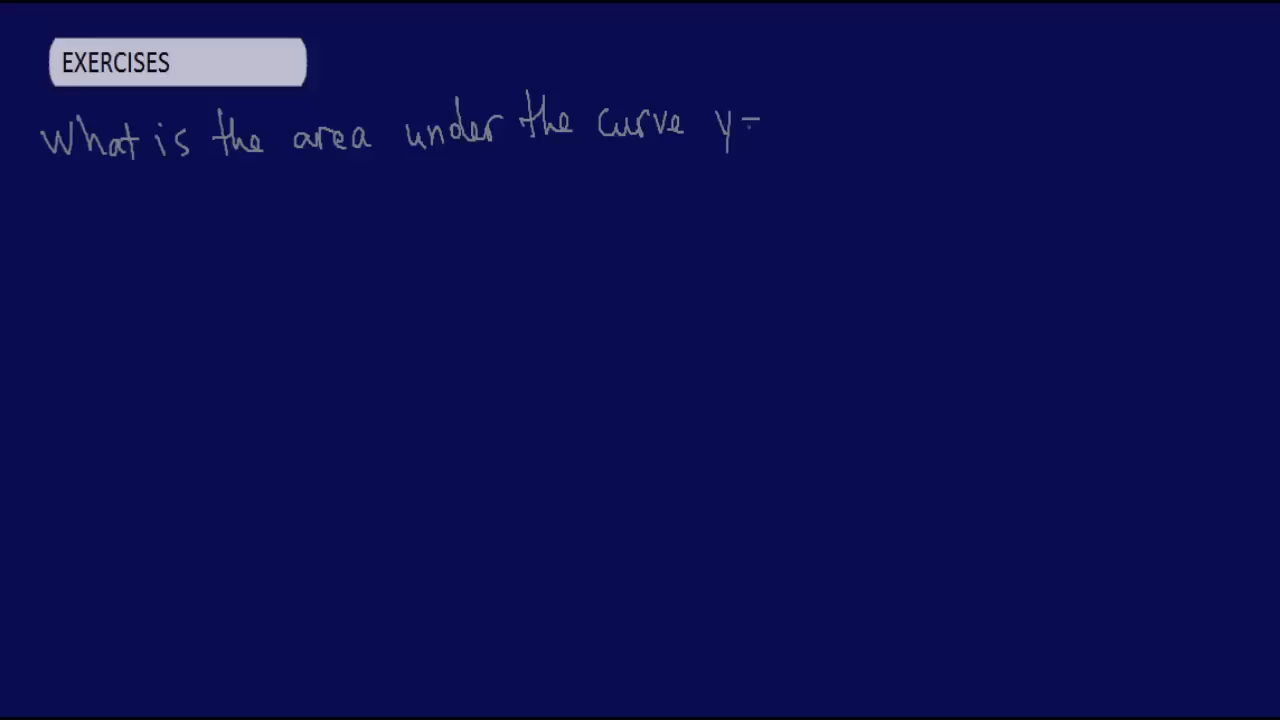 EXERCISES
What is the area under the curve y=